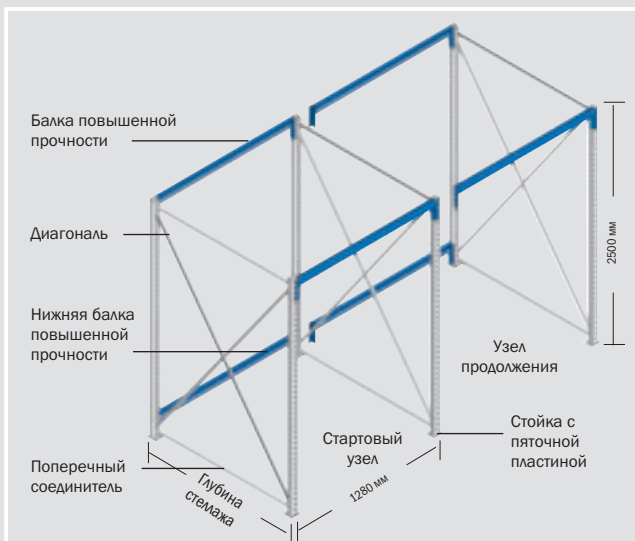 Балка повышенной
прочности
Диагональ
Нижняя балка
повышенной
прочности
Поперечный
соединитель
Глубина
стеллажа
Стартовый
узел
1280 мм
Узел
продолжения
Стойка с
пяточной
пластиной
2500 мм